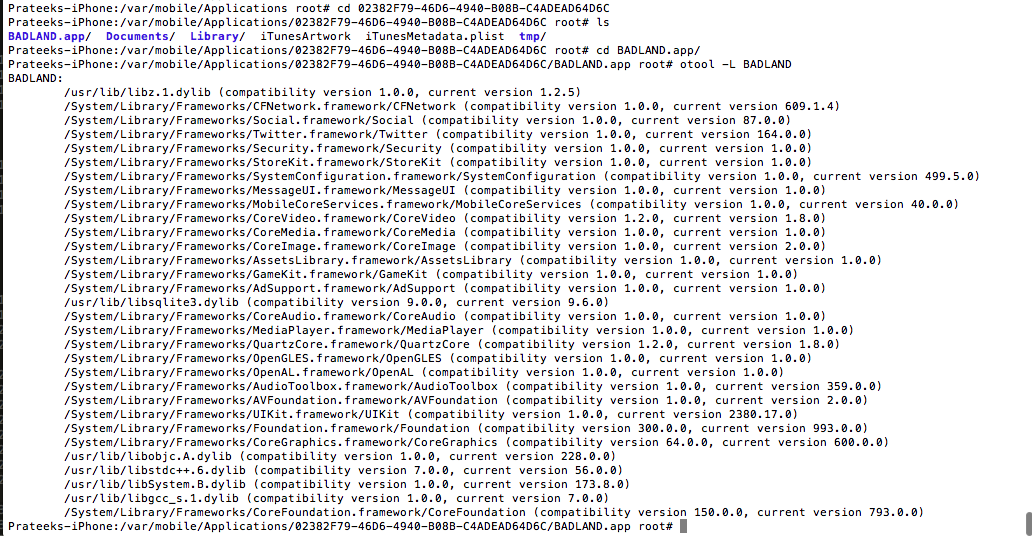 Prateeks-iPhone:/var/mobile/Applications root# cd 02382F79-46D6-4940-B08B-C4ADEAD64D6C
Prateeks-iPhone:/var/mobile/Applications/02382F79-46D6-4940-B08B-C4ADEAD64D6C root# ls
BADLAND.app/  Documents/  Library/  iTunesArtwork  iTunesMetadata.plist  tmp/
Prateeks-iPhone:/var/mobile/Applications/02382F79-46D6-4940-B08B-C4ADEAD64D6C root# cd BADLAND.app/
Prateeks-iPhone:/var/mobile/Applications/02382F79-46D6-4940-B08B-C4ADEAD64D6C/BADLAND.app root# otool -L BADLAND
BADLAND:
/usr/lib/libz.1.dylib (compatibility version 1.0.0, current version 1.2.5)
/System/Library/Frameworks/CFNetwork.framework/CFNetwork (compatibility version 1.0.0, current version 609.1.4)
/System/Library/Frameworks/Social.framework/Social (compatibility version 1.0.0, current version 87.0.0)
/System/Library/Frameworks/Twitter.framework/Twitter (compatibility version 1.0.0, current version 164.0.0)
/System/Library/Frameworks/Security.framework/Security (compatibility version 1.0.0, current version 1.0.0)
/System/Library/Frameworks/StoreKit.framework/StoreKit (compatibility version 1.0.0, current version 1.0.0)
/System/Library/Frameworks/SystemConfiguration.framework/SystemConfiguration (compatibility version 1.0.0, current version 499.5.0)
/System/Library/Frameworks/MessageUI.framework/MessageUI (compatibility version 1.0.0, current version 1.0.0)
/System/Library/Frameworks/MobileCoreServices.framework/MobileCoreServices (compatibility version 1.0.0, current version 40.0.0)
/System/Library/Frameworks/CoreVideo.framework/CoreVideo (compatibility version 1.2.0, current version 1.8.0)
/System/Library/Frameworks/CoreMedia.framework/CoreMedia (compatibility version 1.0.0, current version 1.0.0)
/System/Library/Frameworks/CoreImage.framework/CoreImage (compatibility version 1.0.0, current version 2.0.0)
/System/Library/Frameworks/AssetsLibrary.framework/AssetsLibrary (compatibility version 1.0.0, current version 1.0.0)
/System/Library/Frameworks/GameKit.framework/GameKit (compatibility version 1.0.0, current version 1.0.0)
/System/Library/Frameworks/AdSupport.framework/AdSupport (compatibility version 1.0.0, current version 1.0.0)
/usr/lib/libsqlite3.dylib (compatibility version 9.0.0, current version 9.6.0)
/System/Library/Frameworks/CoreAudio.framework/CoreAudio (compatibility version 1.0.0, current version 1.0.0)
/System/Library/Frameworks/MediaPlayer.framework/MediaPlayer (compatibility version 1.0.0, current version 1.0.0)
/System/Library/Frameworks/QuartzCore.framework/QuartzCore (compatibility version 1.2.0, current version 1.8.0)
/System/Library/Frameworks/OpenGLES.framework/OpenGLES (compatibility version 1.0.0, current version 1.0.0)
/System/Library/Frameworks/OpenAL.framework/OpenAL (compatibility version 1.0.0, current version 1.0.0)
/System/Library/Frameworks/AudioToolbox.framework/AudioToolbox (compatibility version 1.0.0, current version 359.0.0)
/System/Library/Frameworks/AVFoundation.framework/AVFoundation (compatibility version 1.0.0, current version 2.0.0)
/System/Library/Frameworks/UIKit.framework/UIKit (compatibility version 1.0.0, current version 2380.17.0)
/System/Library/Frameworks/Foundation.framework/Foundation (compatibility version 300.0.0, current version 993.0.0)
/System/Library/Frameworks/CoreGraphics.framework/CoreGraphics (compatibility version 64.0.0, current version 600.0.0)
/usr/lib/libobjc.A.dylib (compatibility version 1.0.0, current version 228.0.0)
/usr/lib/libstdc++.6.dylib (compatibility version 7.0.0, current version 56.0.0)
/usr/lib/libSystem.B.dylib (compatibility version 1.0.0, current version 173.8.0)
/usr/lib/libgcc_s.1.dylib (compatibility version 1.0.0, current version 7.0.0)
/System/Library/Frameworks/CoreFoundation.framework/CoreFoundation (compatibility version 150.0.0, current version 793.0.0)
Prateeks-iPhone:/var/mobile/Applications/02382F79-46D6-4940-B08B-C4ADEAD64D6C/BADLAND.app root#